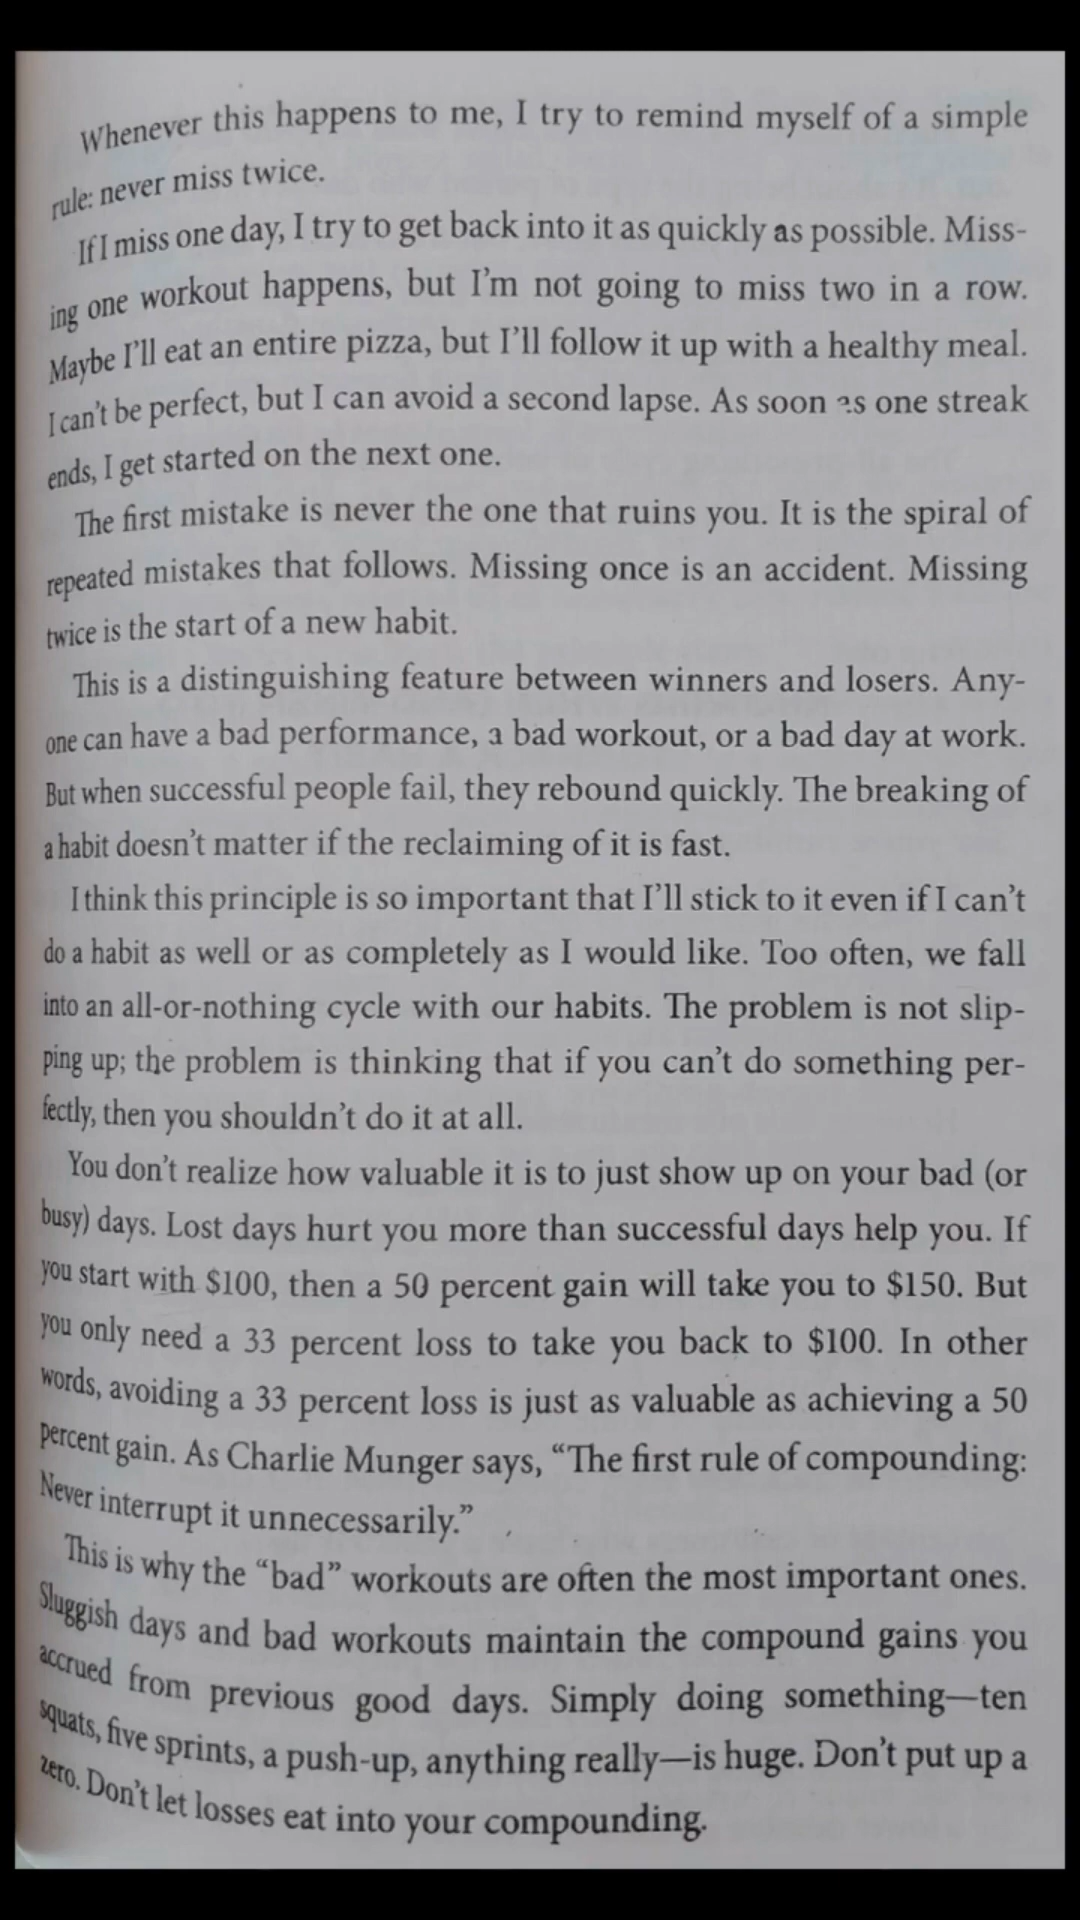 Whenever this happens to me, I try to remind myself of a simple
rule: never miss twice.
If I miss one day, I try to get back into it as quickly as possible. Miss-
ing one workout happens, but I'm not going to miss two in a row.
Maybe I'll eat an entire pizza, but I'll follow it up with a healthy meal.
I can't be perfect, but I can avoid a second lapse. As soon as one streak
ends, I get started on the next one.
The first mistake is never the one that ruins you. It is the spiral of
repeated mistakes that follows. Missing once is an accident. Missing
twice is the start of a new habit.
This is a distinguishing feature between winners and losers. Any-
one can have a bad performance, a bad workout, or a bad day at work.
But when successful people fail, they rebound quickly. The breaking of
a habit doesn't matter if the reclaiming of it is fast.
I think this principle is so important that I'll stick to it even if I can't
do a habit as well or as completely as I would like. Too often, we fall
into an all-or-nothing cycle with our habits. The problem is not slip-
ping up; the problem is thinking that if you can't do something per-
fectly, then you shouldn't do it at all.
You don't realize how valuable it is to just show up on your bad (or
busy) days. Lost days hurt you more than successful days help you. If
you start with $100, then a 50 percent gain will take you to $150. But
you only need a 33 percent loss to take you back to $100. In other
words, avoiding a 33 percent loss is just as valuable as achieving a 50
percent gain. As Charlie Munger says, “The first rule of compounding:
Never interrupt it unnecessarily.”
This is why the “bad” workouts are often the most important ones.
Sluggish days and bad workouts maintain the compound gains you
accrued from previous good days. Simply doing something—ten
squats, five sprints, a push-up, anything really—is huge. Don't put up a
zero. Don't let losses eat into your compounding.